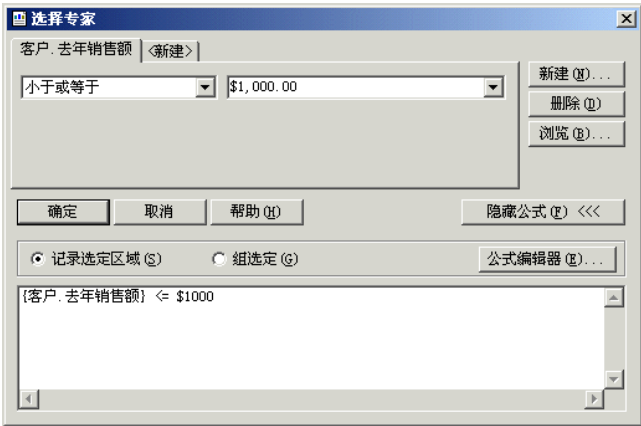 选择专家
客户.去年销售额 <新建>
小于或等于 $1,000.00
新建(N)...
删除(D)
浏览(B)...
确定 取消 帮助(H) 隐藏公式(F) <<<
记录选定区域(S) 组选定(G) 公式编辑器(E)...
{客户.去年销售额} <= $1000